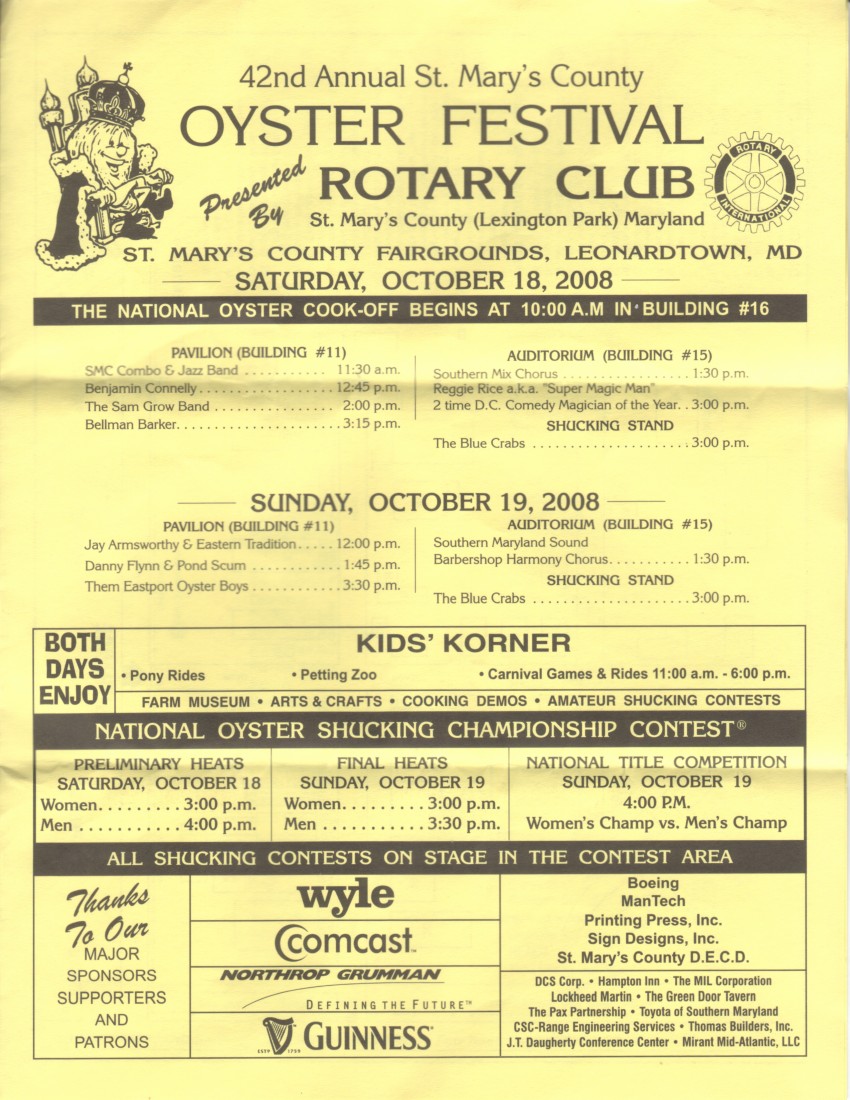 42nd Annual St. Mary's County
OYSTER FESTIVAL
Presented By
ROTARY CLUB
St. Mary's County (Lexington Park) Maryland
ROTARY
INTERNATIONAL
ST. MARY'S COUNTY FAIRGROUNDS, LEONARDTOWN, MD
SATURDAY, OCTOBER 18, 2008
THE NATIONAL OYSTER COOK-OFF BEGINS AT 10:00 A.M IN BUILDING #16
PAVILION (BUILDING #11)
SMC Combo & Jazz Band . . . . . . . . . . . 11:30 a.m.
Benjamin Connelly . . . . . . . . . . . . . . . . . . 12:45 p.m.
The Sam Grow Band . . . . . . . . . . . . . . . . 2:00 p.m.
Bellman Barker. . . . . . . . . . . . . . . . . . . . . . 3:15 p.m.
AUDITORIUM (BUILDING #15)
Southern Mix Chorus . . . . . . . . . . . . . . . . . 1:30 p.m.
Reggie Rice a.k.a. "Super Magic Man"
2 time D.C. Comedy Magician of the Year. . 3:00 p.m.
SHUCKING STAND
The Blue Crabs . . . . . . . . . . . . . . . . . . . . . 3:00 p.m.
SUNDAY, OCTOBER 19, 2008
PAVILION (BUILDING #11)
Jay Armsworthy & Eastern Tradition . . . . . 12:00 p.m.
Danny Flynn & Pond Scum . . . . . . . . . . . . 1:45 p.m.
Them Eastport Oyster Boys . . . . . . . . . . . . 3:30 p.m.
AUDITORIUM (BUILDING #15)
Southern Maryland Sound
Barbershop Harmony Chorus. . . . . . . . . . . 1:30 p.m.
SHUCKING STAND
The Blue Crabs . . . . . . . . . . . . . . . . . . . . . 3:00 p.m.
BOTH
DAYS
ENJOY
KIDS' KORNER
• Pony Rides • Petting Zoo • Carnival Games & Rides 11:00 a.m. - 6:00 p.m.
FARM MUSEUM • ARTS & CRAFTS • COOKING DEMOS • AMATEUR SHUCKING CONTESTS
NATIONAL OYSTER SHUCKING CHAMPIONSHIP CONTEST®
PRELIMINARY HEATS
SATURDAY, OCTOBER 18
Women. . . . . . . . . 3:00 p.m.
Men . . . . . . . . . . . 4:00 p.m.
FINAL HEATS
SUNDAY, OCTOBER 19
Women. . . . . . . . . 3:00 p.m.
Men . . . . . . . . . . . 3:30 p.m.
NATIONAL TITLE COMPETITION
SUNDAY, OCTOBER 19
4:00 P.M.
Women's Champ vs. Men's Champ
ALL SHUCKING CONTESTS ON STAGE IN THE CONTEST AREA
Thanks
To Our
MAJOR
SPONSORS
SUPPORTERS
AND
PATRONS
wyle
Comcast
NORTHROP GRUMMAN
DEFINING THE FUTURE™
ESTD 1759
GUINNESS
Boeing
ManTech
Printing Press, Inc.
Sign Designs, Inc.
St. Mary's County D.E.C.D.
DCS Corp. • Hampton Inn • The MIL Corporation
Lockheed Martin • The Green Door Tavern
The Pax Partnership • Toyota of Southern Maryland
CSC-Range Engineering Services • Thomas Builders, Inc.
J.T. Daugherty Conference Center • Mirant Mid-Atlantic, LLC